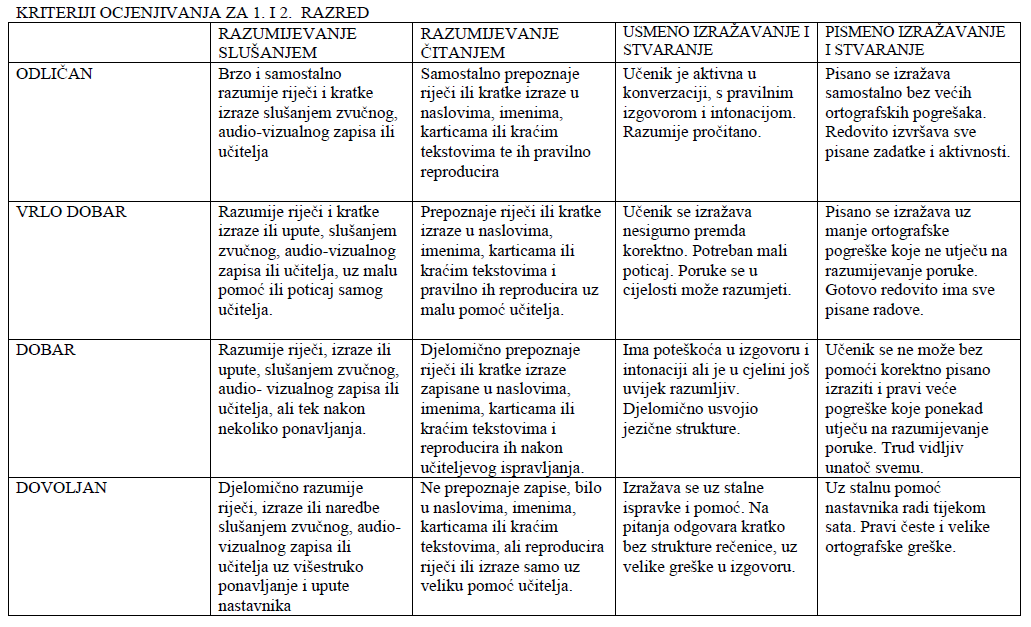 KRITERIJI OCJENJIVANJA ZA 1. I 2. RAZRED
RAZUMIJEVANJE
SLUŠANJEM
RAZUMIJEVANJE
ČITANJEM
USMENO IZRAŽAVANJE I
STVARANJE
PISMENO IZRAŽAVANJE
I STVARANJE
ODLIČAN
Brzo i samostalno
razumije riječi i kratke
izraze slušanjem zvučnog,
audio-vizualnog zapisa ili
učitelja
Samostalno prepoznaje
riječi ili kratke izraze u
naslovima, imenima,
karticama ili kraćim
tekstovima te ih pravilno
reproducira
Učenik je aktivna u
konverzaciji, s pravilnim
izgovorom i intonacijom.
Razumije pročitano.
Pisano se izražava
samostalno bez većih
ortografskih pogrešaka.
Redovito izvršava sve
pisane zadatke i aktivnosti.
VRLO DOBAR
Razumije riječi i kratke
izraze ili upute, slušanjem
zvučnog, audio-vizualnog
zapisa ili učitelja, uz malu
pomoć ili poticaj samog
učitelja.
Prepoznaje riječi ili kratke
izraze u naslovima,
imenima, karticama ili
kraćim tekstovima i
pravilno ih reproducira uz
malu pomoć učitelja.
Učenik se izražava
nesigurno premda
korektno. Potreban mali
poticaj. Poruke se u
cijelosti može razumjeti.
Pisano se izražava uz
manje ortografske
pogreške koje ne utječu na
razumijevanje poruke.
Gotovo redovito ima sve
pisane radove.
DOBAR
Razumije riječi, izraze ili
upute, slušanjem zvučnog,
audio- vizualnog zapisa ili
učitelja, ali tek nakon
nekoliko ponavljanja.
Djelomično prepoznaje
riječi ili kratke izraze
zapisane u naslovima,
imenima, karticama ili
kraćim tekstovima i
reproducira ih nakon
učiteljevog ispravljanja.
Ima poteškoća u izgovoru i
intonaciji ali je u cjelini još
uvijek razumljiv.
Djelomično usvojio
jezične strukture.
Učenik se ne može bez
pomoći korektno pisano
izraziti i pravi veće
pogreške koje ponekad
utječu na razumijevanje
poruke. Trud vidljiv
unatoč svemu.
DOVOLJAN
Djelomično razumije
riječi, izraze ili naredbe
slušanjem zvučnog, audio-
vizualnog zapisa ili
učitelja uz višestruko
ponavljanje i upute
nastavnika
Ne prepoznaje zapise, bilo
u naslovima, imenima,
karticama ili kraćim
tekstovima, ali reproducira
riječi ili izraze samo uz
veliku pomoć učitelja.
Izražava se uz stalne
ispravke i pomoć. Na
pitanja odgovara kratko
bez strukture rečenice, uz
velike greške u izgovoru.
Uz stalnu pomoć
nastavnika radi tijekom
sata. Pravi česte i velike
ortografske greške.